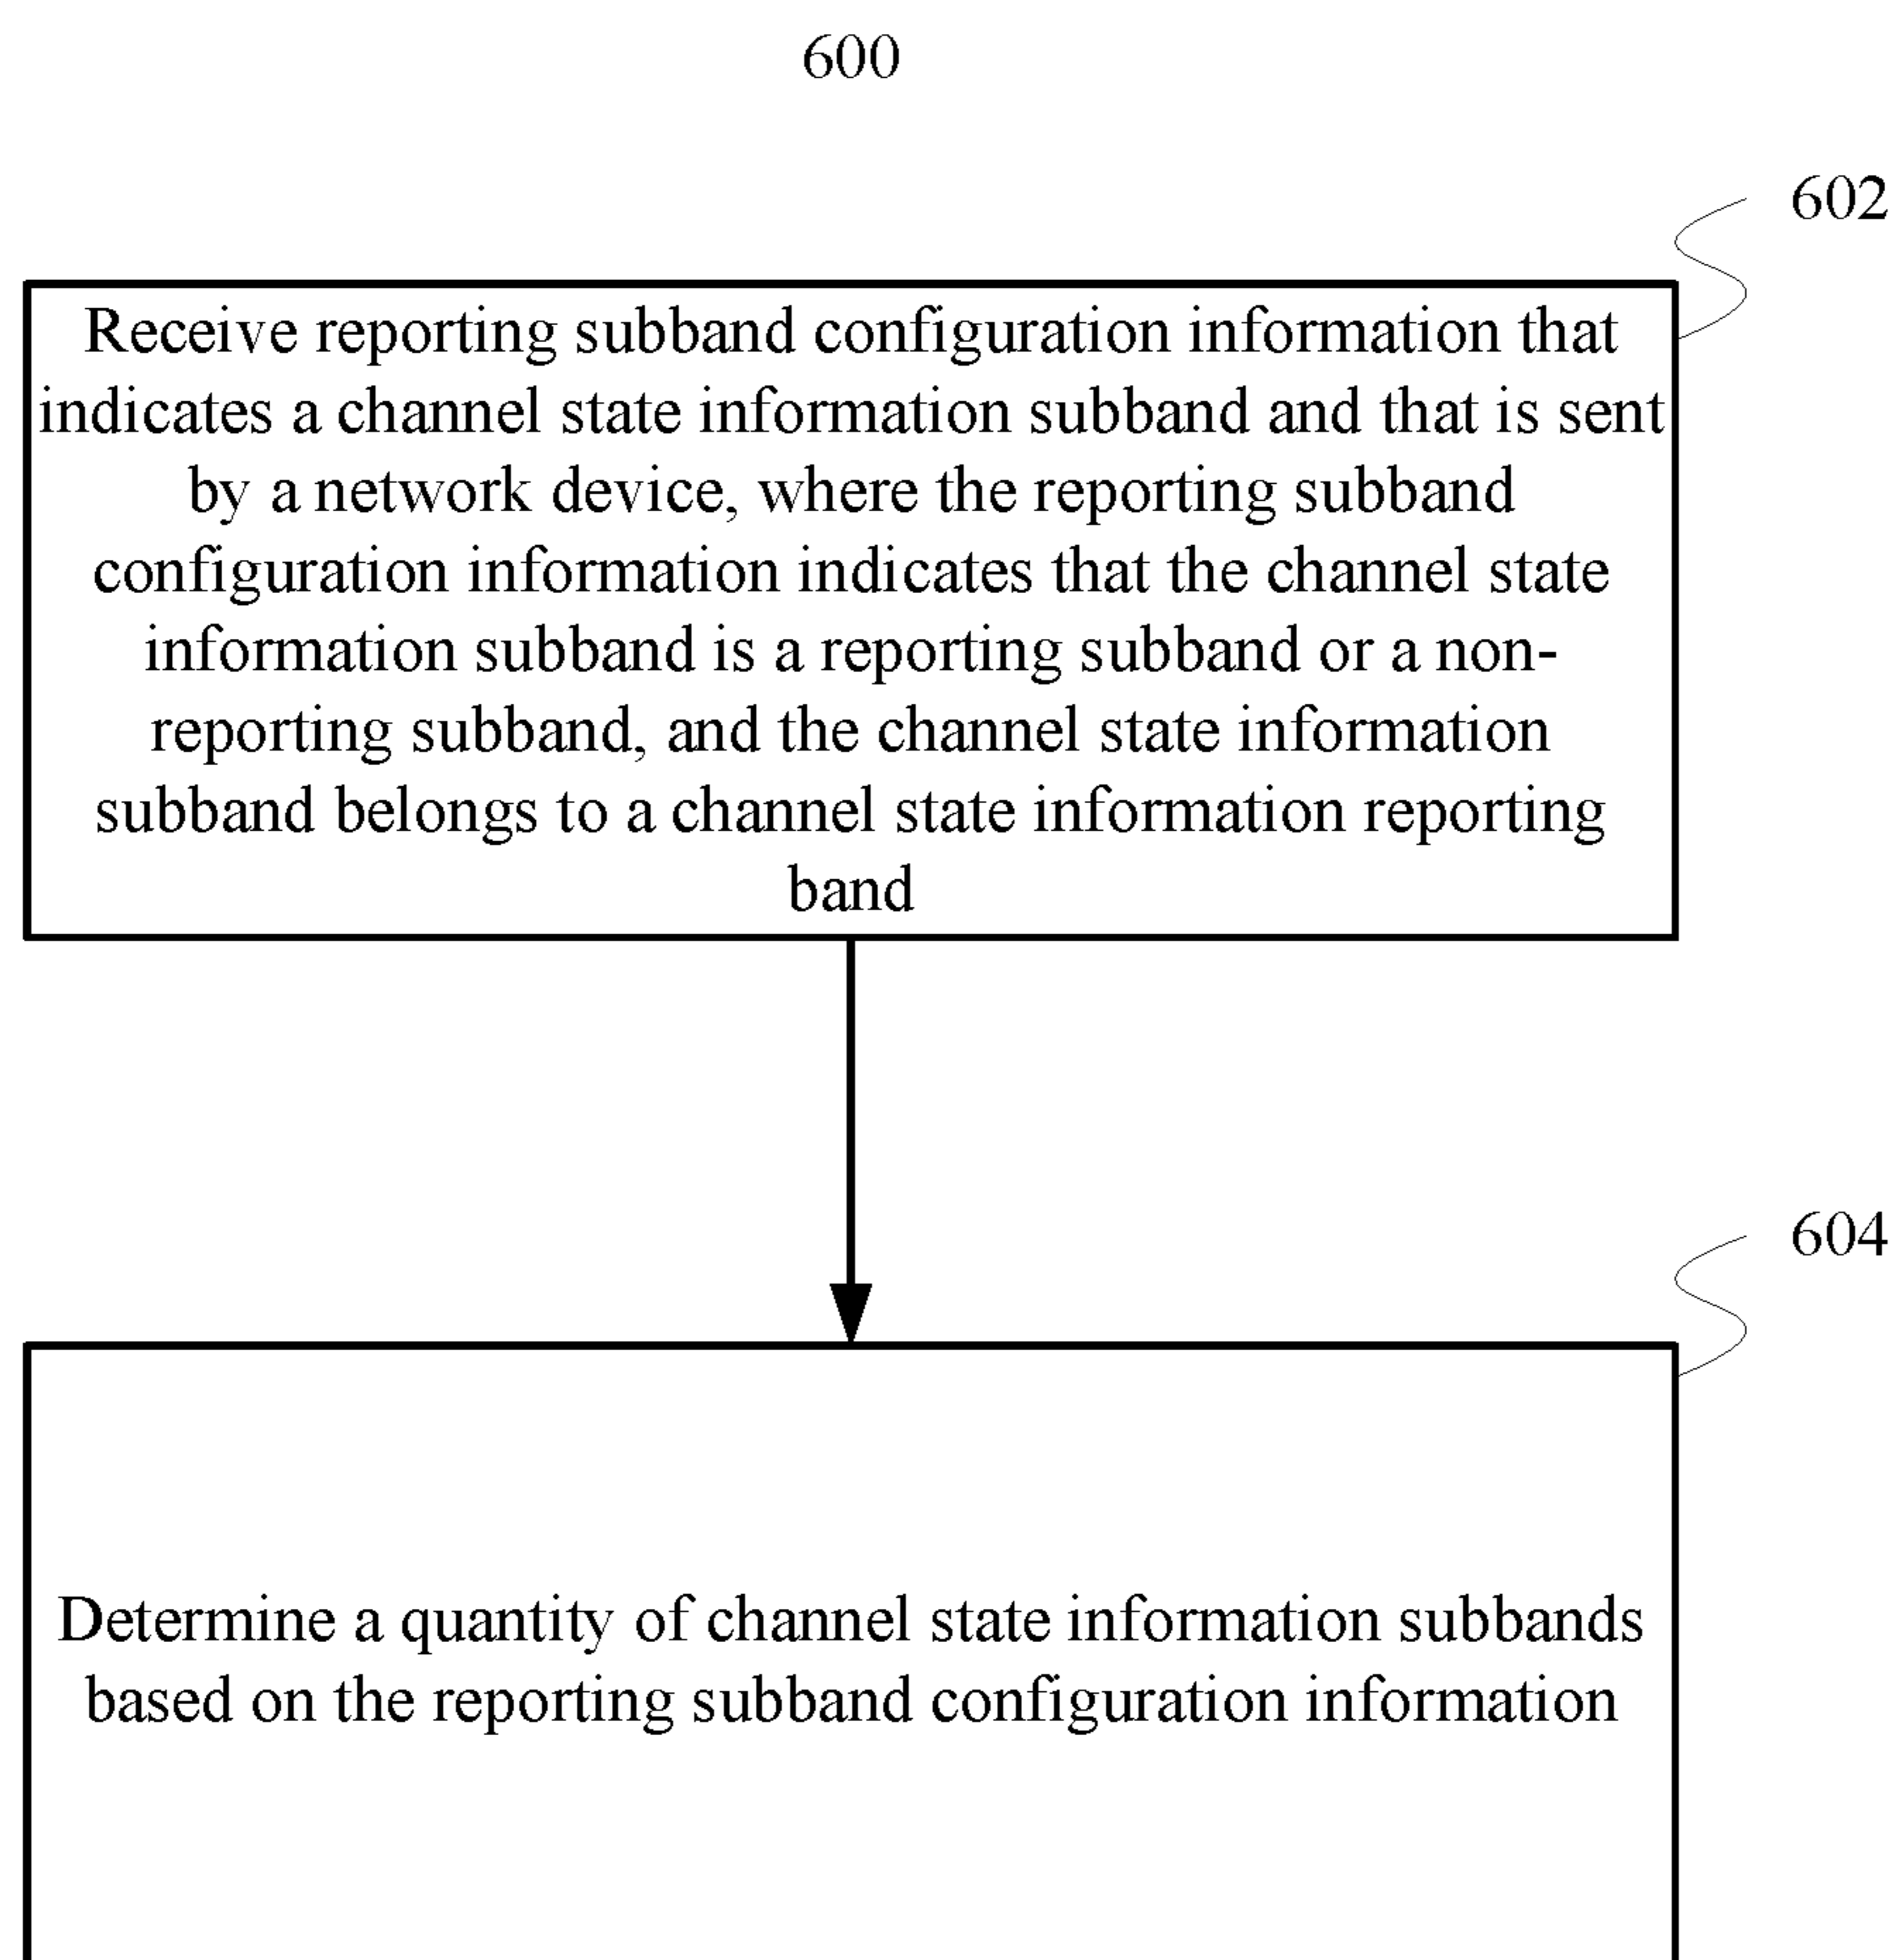 600
602
Receive reporting subband configuration information that
indicates a channel state information subband and that is sent
by a network device, where the reporting subband
configuration information indicates that the channel state
information subband is a reporting subband or a non-
reporting subband, and the channel state information
subband belongs to a channel state information reporting
band
604
Determine a quantity of channel state information subbands
based on the reporting subband configuration information